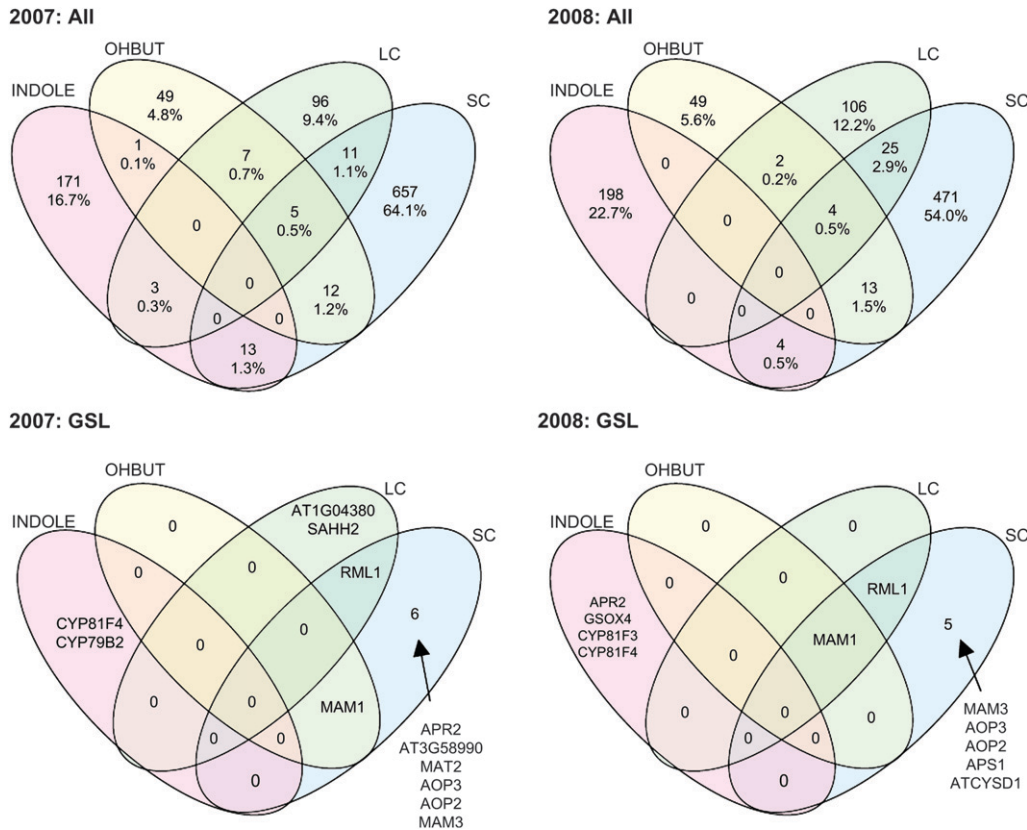 2007: All
OHBUT
LC
INDOLE
SC
49
4.8%
96
9.4%
1
0.1%
7
0.7%
11
1.1%
171
16.7%
657
64.1%
0
5
0.5%
3
0.3%
0
12
1.2%
0
0
13
1.3%
2008: All
OHBUT
LC
INDOLE
SC
49
5.6%
106
12.2%
0
2
0.2%
25
2.9%
198
22.7%
471
54.0%
0
4
0.5%
0
0
13
1.5%
0
0
4
0.5%
2007: GSL
OHBUT
LC
INDOLE
SC
0
AT1G04380
SAHH2
0
0
RML1
CYP81F4
CYP79B2
0
0
6
0
0
MAM1
0
0
0
APR2
AT3G58990
MAT2
AOP3
AOP2
MAM3
2008: GSL
OHBUT
LC
INDOLE
SC
0
0
0
0
RML1
APR2
GSOX4
CYP81F3
CYP81F4
0
MAM1
5
0
0
0
0
0
0
MAM3
AOP3
AOP2
APS1
ATCYSD1